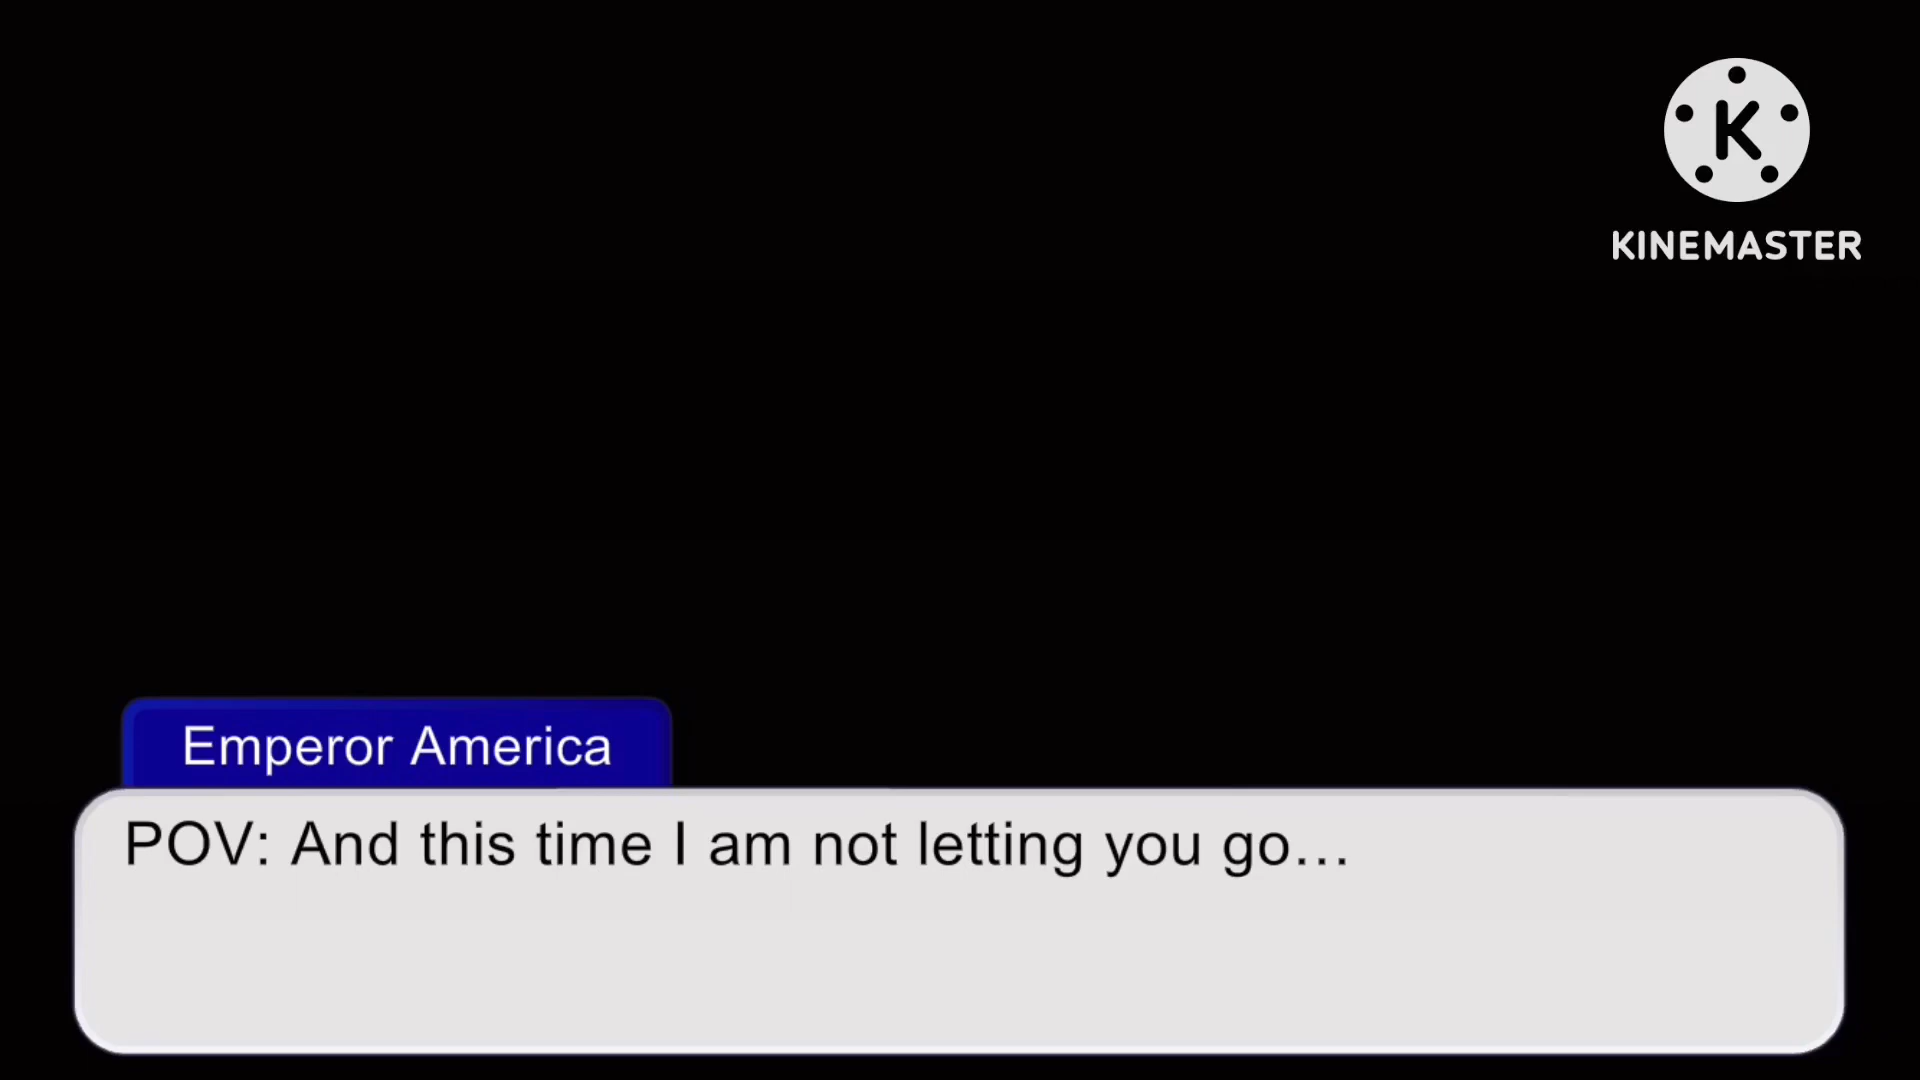 K
KINEMASTER
Emperor America
POV: And this time I am not letting you go...